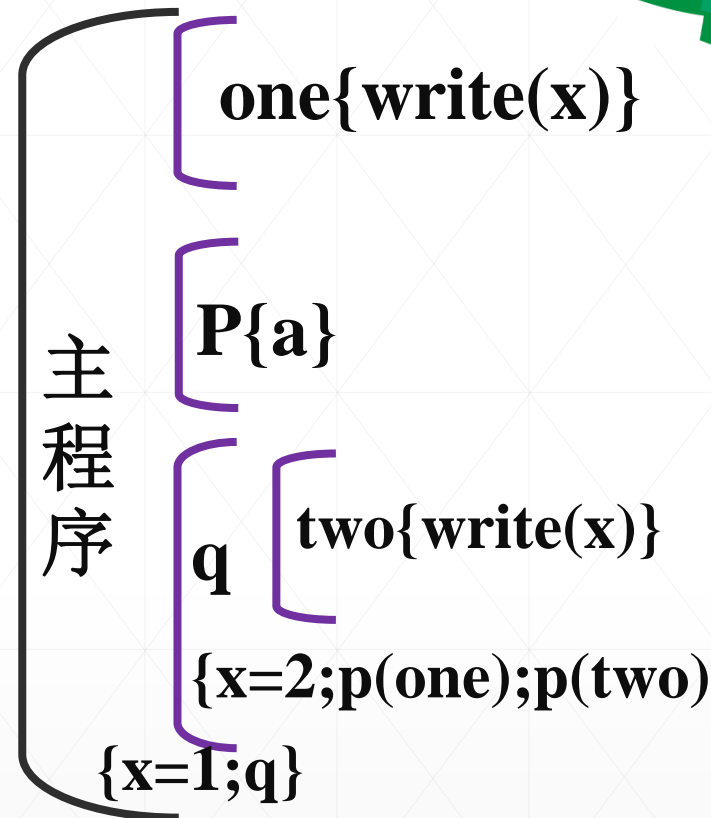 one{write(x)}
P{a}
主程序
two{write(x)}
q
{x=2;p(one);p(two)
{x=1;q}